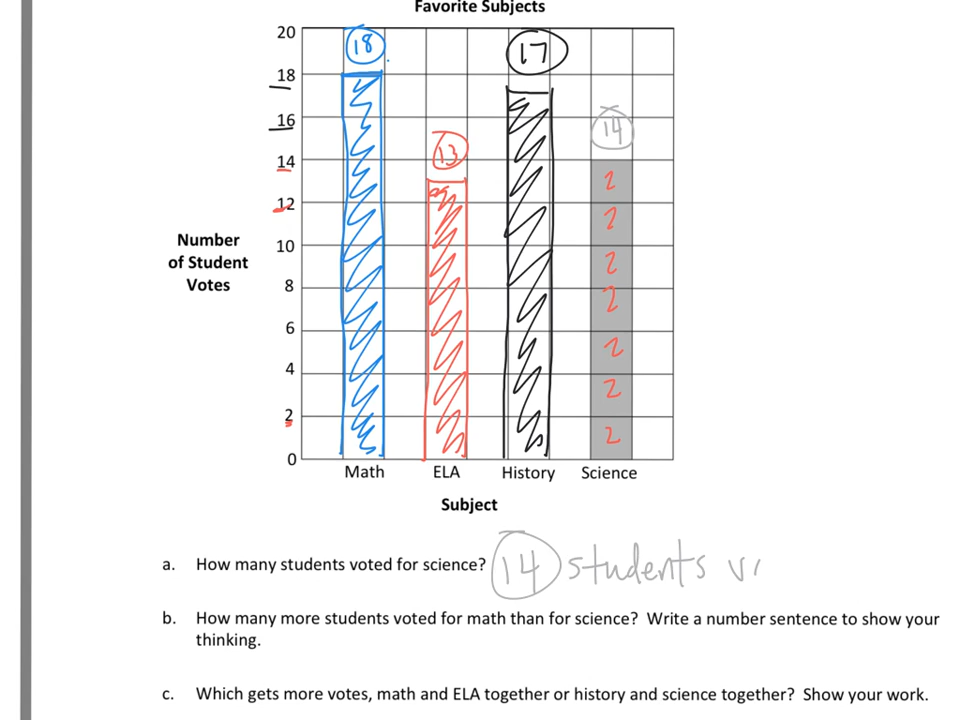 Favorite Subjects
20
18
16
14
12
10
8
6
4
2
0
Number
of Student
Votes
18
13
17
14
2
2
2
2
2
2
2
Math ELA History Science
Subject
a. How many students voted for science? 14 students
b. How many more students voted for math than for science? Write a number sentence to show your
thinking.
c. Which gets more votes, math and ELA together or history and science together? Show your work.